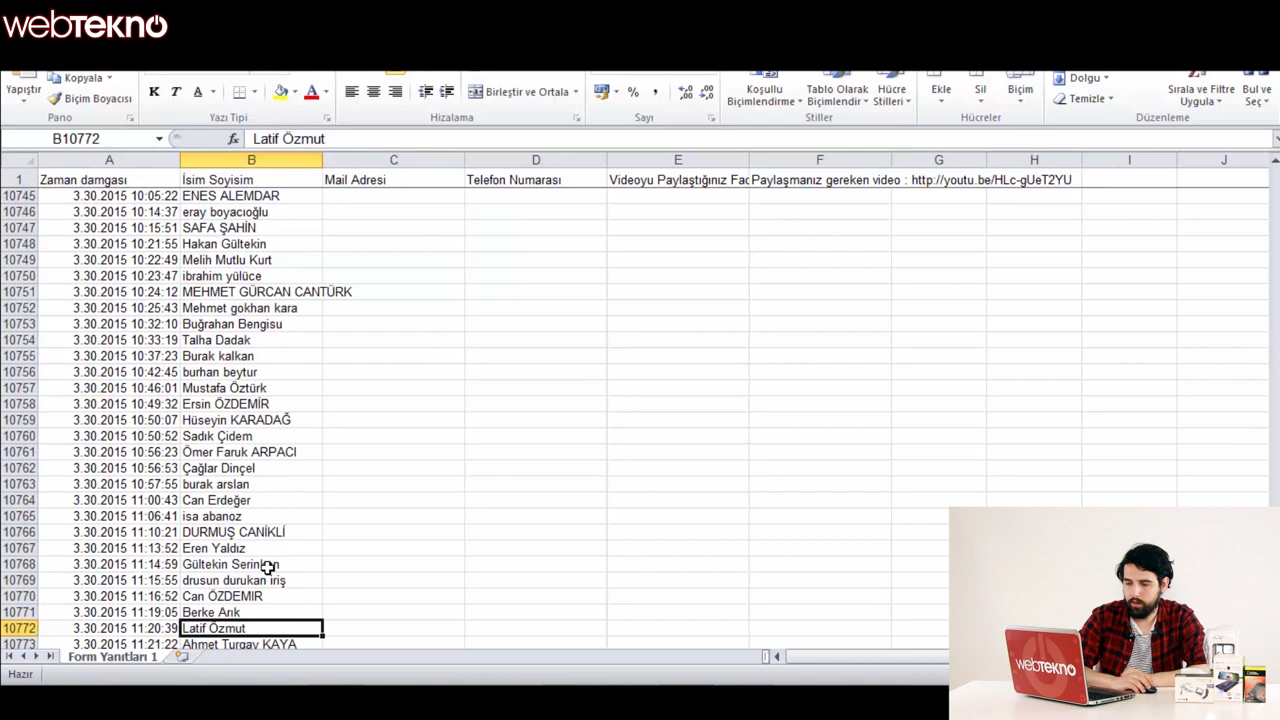 webtekno
Kopyala
Yapıştır
Biçim Boyacısı
K T A
Birleştir ve Ortala
%
Koşullu Biçimlendirme
Tablo Olarak Biçimlendir
Hücre Stilleri
Ekle
Sil
Biçim
Dolgu
Temizle
Sırala ve Filtre Uygula
Bul ve Seç
Pano Yazı Tipi Hizalama Sayı Stiller Hücreler Düzenleme
B10772 fx Latif Özmut
A B C D E F G H I J
1 Zaman damgası İsim Soyisim Mail Adresi Telefon Numarası Videoyu Paylaştığınız Fac Paylaşmanız gereken video : http://youtu.be/HLc-gUeT2YU
10745 3.30.2015 10:05:22 ENES ALEMDAR
10746 3.30.2015 10:14:37 eray boyacıoğlu
10747 3.30.2015 10:15:51 SAFA ŞAHİN
10748 3.30.2015 10:21:55 Hakan Gültekin
10749 3.30.2015 10:22:49 Melih Mutlu Kurt
10750 3.30.2015 10:23:47 ibrahim yülüce
10751 3.30.2015 10:24:12 MEHMET GÜRCAN CANTÜRK
10752 3.30.2015 10:25:43 Mehmet gokhan kara
10753 3.30.2015 10:32:10 Buğrahan Bengisu
10754 3.30.2015 10:33:19 Talha Dadak
10755 3.30.2015 10:37:23 Burak kalkan
10756 3.30.2015 10:42:45 burhan beytur
10757 3.30.2015 10:46:01 Mustafa Öztürk
10758 3.30.2015 10:49:32 Ersin ÖZDEMİR
10759 3.30.2015 10:50:07 Hüseyin KARADAĞ
10760 3.30.2015 10:50:52 Sadık Çidem
10761 3.30.2015 10:56:23 Ömer Faruk ARPACI
10762 3.30.2015 10:56:53 Çağlar Dinçel
10763 3.30.2015 10:57:55 burak arslan
10764 3.30.2015 11:00:43 Can Erdeğer
10765 3.30.2015 11:06:41 isa abanoz
10766 3.30.2015 11:10:21 DURMUŞ CANİKLİ
10767 3.30.2015 11:13:52 Eren Yaldız
10768 3.30.2015 11:14:59 Gültekin
10769 3.30.2015 11:15:55 drusun durukan iriş
10770 3.30.2015 11:16:52 Can ÖZDEMIR
10771 3.30.2015 11:19:05 Berke Arık
10772 3.30.2015 11:20:39 Latif Özmut
10773 3.30.2015 11:21:22 Ahmet Turgay KAYA
Form Yanıtları 1
Hazır
webtekno